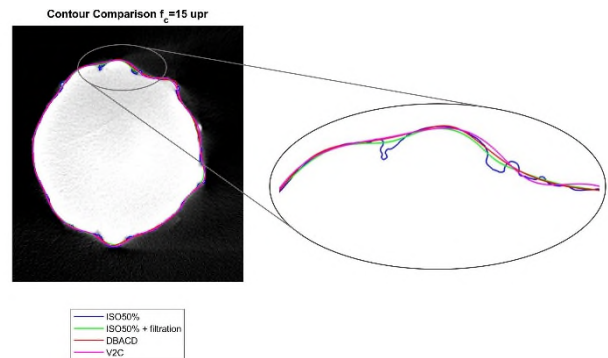 Contour Comparison f_c=15 upr
ISO50%
ISO50% + filtration
DBACD
V2C